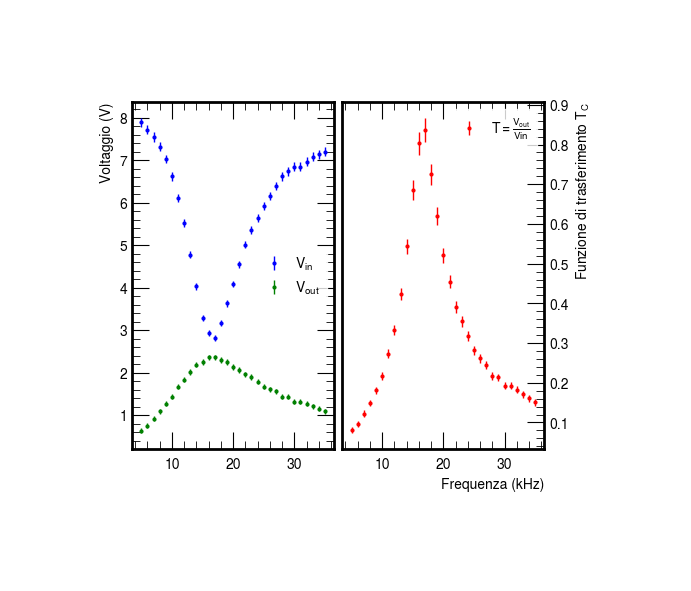 Voltaggio (V)
8
7
6
5
4
3
2
1
V_in
V_out
10 20 30
T = V_out/Vin
0.9
0.8
0.7
0.6
0.5
0.4
0.3
0.2
0.1
Funzione di trasferimento T_C
10 20 30
Frequenza (kHz)